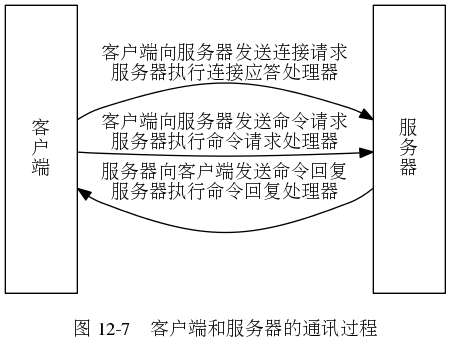 客户端向服务器发送连接请求
服务器执行连接应答处理器
客户端
客户端向服务器发送命令请求
服务器执行命令请求处理器
服务器
服务器向客户端发送命令回复
服务器执行命令回复处理器
图 12-7 客户端和服务器的通讯过程